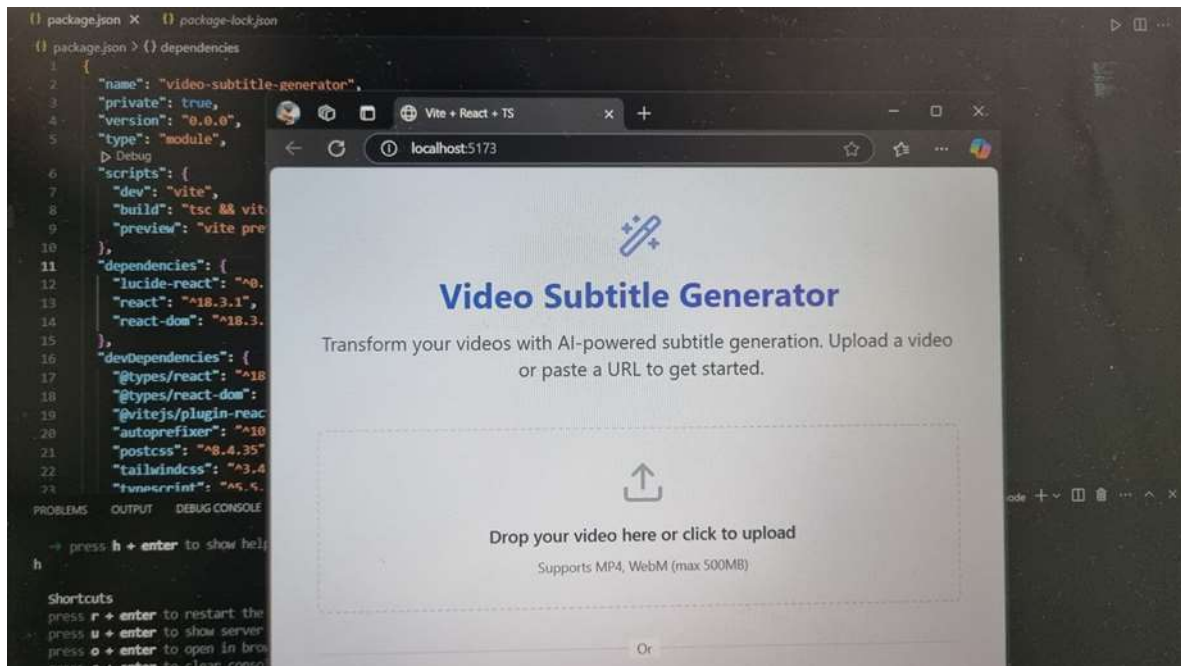 package.json
package-lock.json
package.json > {} dependencies
1 {
2 "name": "video-subtitle-generator",
3 "private": true,
4 "version": "0.0.0",
5 "type": "module",
Debug
6 "scripts": {
7 "dev": "vite",
8 "build": "tsc && vit
9 "preview": "vite pre
10 },
11 "dependencies": {
12 "lucide-react": "^0.
13 "react": "^18.3.1",
14 "react-dom": "^18.3.
15 },
16 "devDependencies": {
17 "@types/react": "^18
18 "@types/react-dom":
19 "@vitejs/plugin-reac
20 "autoprefixer": "^10
21 "postcss": "^8.4.35"
22 "tailwindcss": "^3.4
23 "typescript": "^5.5.
Vite + React + TS
localhost:5173
Video Subtitle Generator
Transform your videos with AI-powered subtitle generation. Upload a video
or paste a URL to get started.
Drop your video here or click to upload
Supports MP4, WebM (max 500MB)
Or
PROBLEMS OUTPUT DEBUG CONSOLE
ode
→ press h + enter to show help
h
Shortcuts
press r + enter to restart the
press u + enter to show server
press o + enter to open in brow